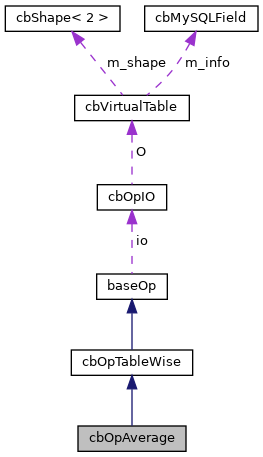 cbShape< 2 >
cbMySQLField
m_shape
m_info
cbVirtualTable
O
cbOpIO
io
baseOp
cbOpTableWise
cbOpAverage